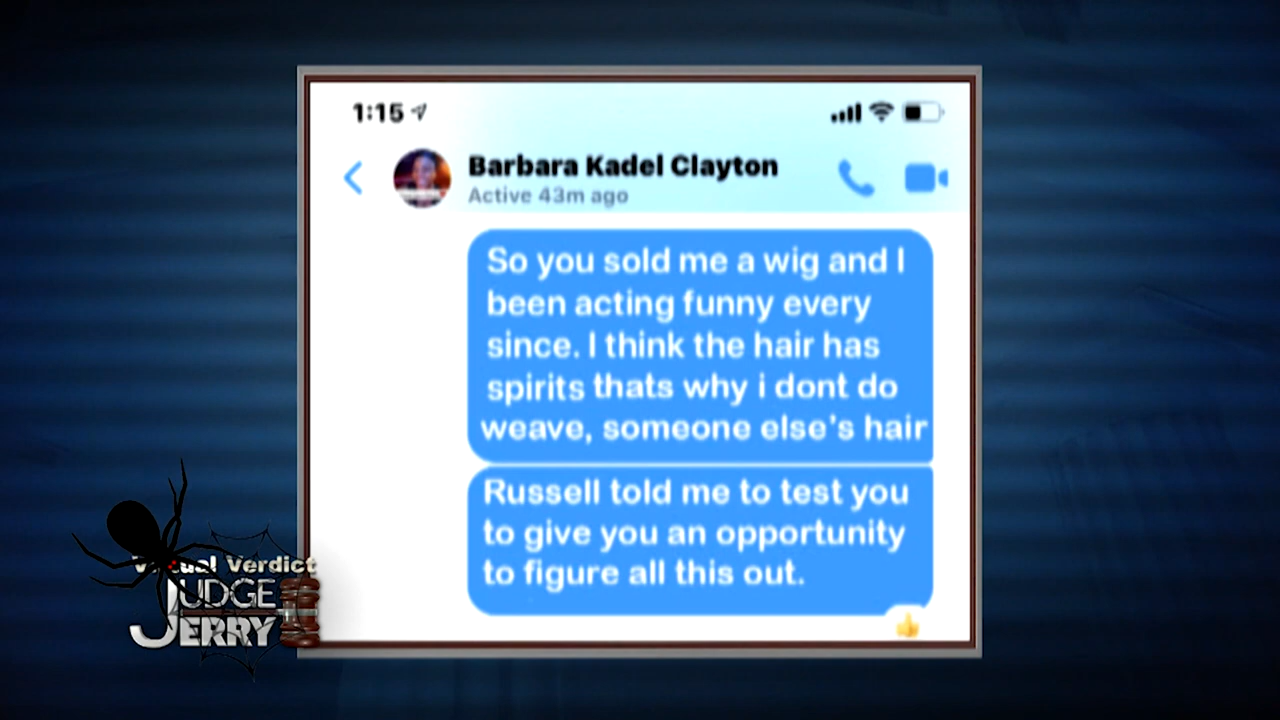 1:15
Barbara Kadel Clayton
Active 43m ago
So you sold me a wig and I
been acting funny every
since. I think the hair has
spirits thats why i dont do
weave, someone else's hair
Russell told me to test you
to give you an opportunity
to figure all this out.
Virtual Verdict
JUDGE
JERRY